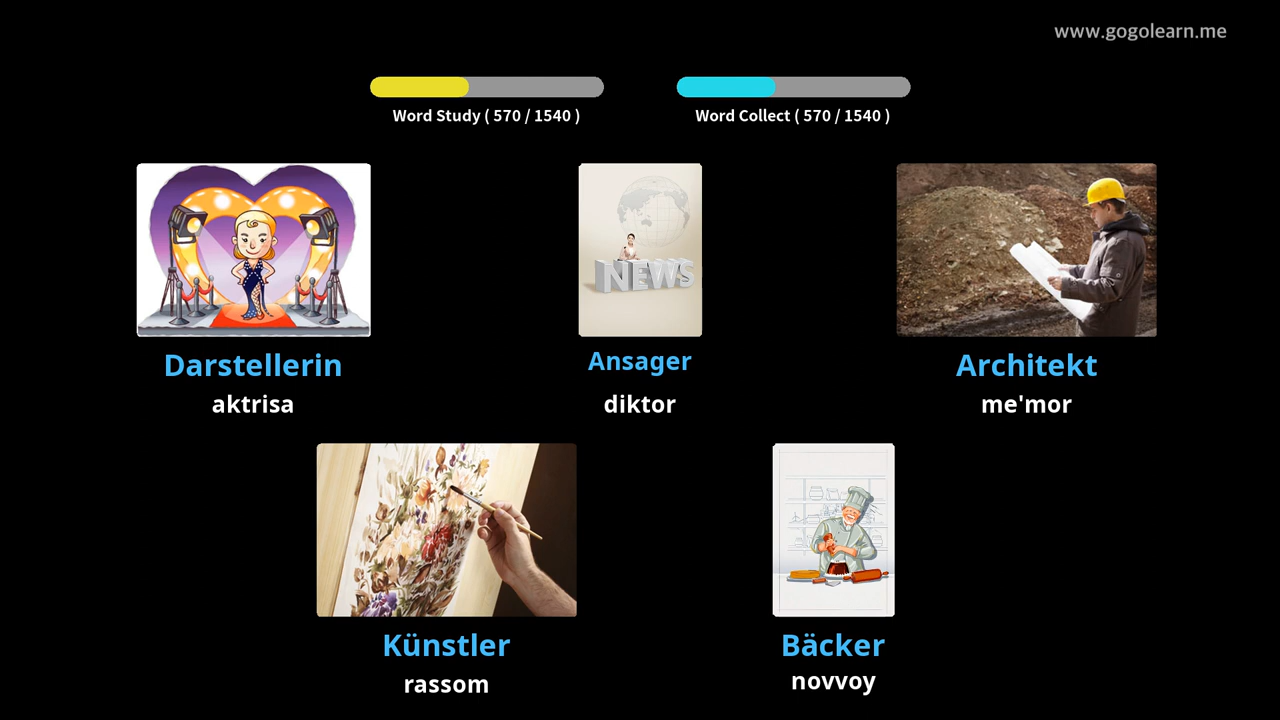 www.gogolearn.me
Word Study ( 570 / 1540 )
Word Collect ( 570 / 1540 )
NEWS
Darstellerin
Ansager
Architekt
aktrisa
diktor
me'mor
Künstler
Bäcker
rassom
novvoy